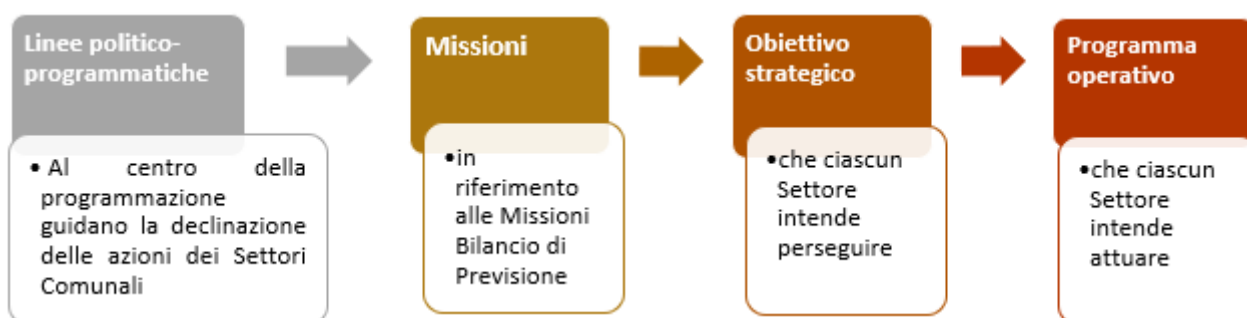 Linee politico-
programmatiche
• Al centro della
programmazione
guidano la declinazione
delle azioni dei Settori
Comunali
Missioni
•in
riferimento
alle Missioni
Bilancio di
Previsione
Obiettivo
strategico
•che ciascun
Settore
intende
perseguire
Programma
operativo
•che ciascun
Settore
intende
attuare